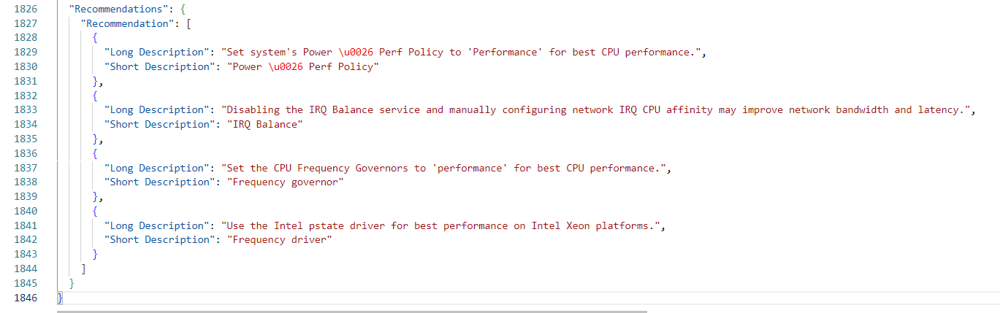 1826 "Recommendations": {
1827 "Recommendation": [
1828 {
1829 "Long Description": "Set system's Power \u0026 Perf Policy to 'Performance' for best CPU performance.",
1830 "Short Description": "Power \u0026 Perf Policy"
1831 },
1832 {
1833 "Long Description": "Disabling the IRQ Balance service and manually configuring network IRQ CPU affinity may improve network bandwidth and latency.",
1834 "Short Description": "IRQ Balance"
1835 },
1836 {
1837 "Long Description": "Set the CPU Frequency Governors to 'performance' for best CPU performance.",
1838 "Short Description": "Frequency governor"
1839 },
1840 {
1841 "Long Description": "Use the Intel pstate driver for best performance on Intel Xeon platforms.",
1842 "Short Description": "Frequency driver"
1843 }
1844 ]
1845 }
1846 }